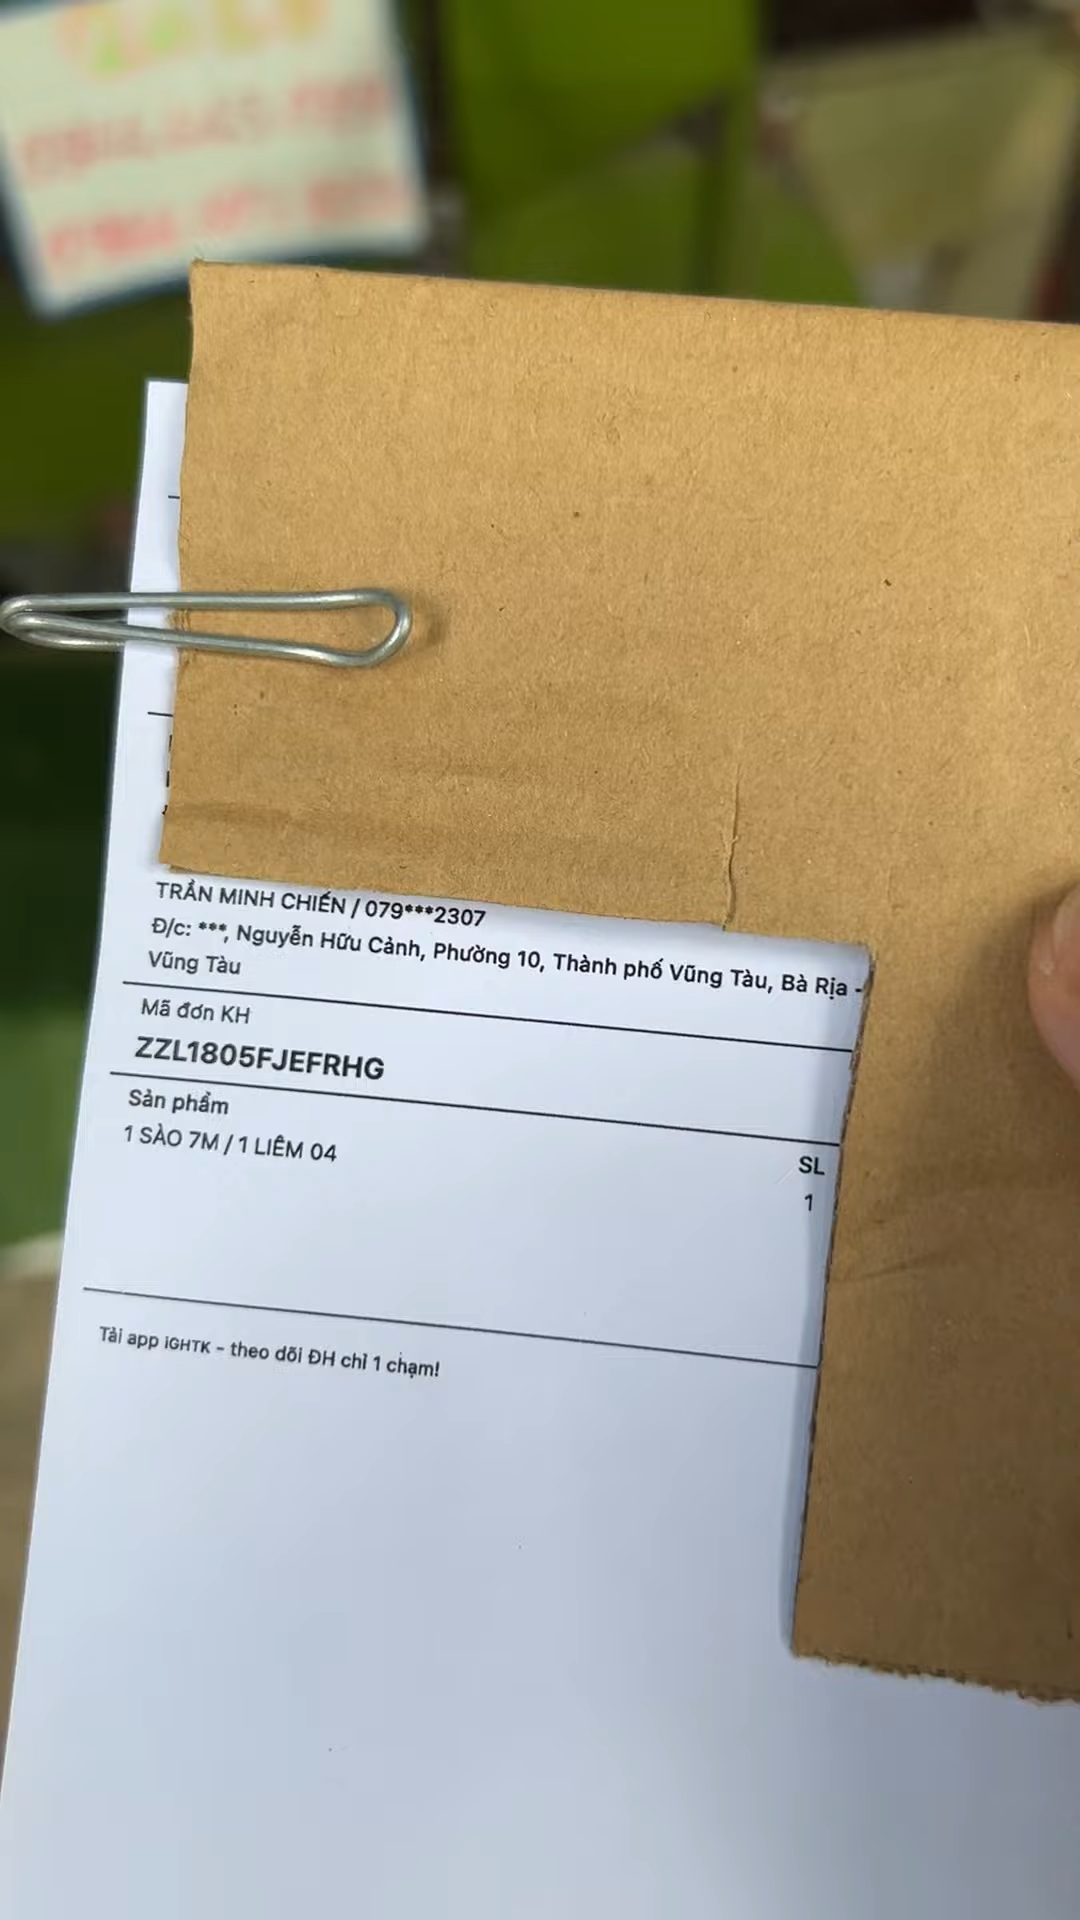 TRẦN MINH CHIẾN / 079***2307
Đ/c: ***, Nguyễn Hữu Cảnh, Phường 10, Thành phố Vũng Tàu, Bà Rịa -
Vũng Tàu
Mã đơn KH
ZZL1805FJEFRHG
Sản phẩm
SL
1 SÀO 7M / 1 LIÊM 04
1
Tải app iGHTK - theo dõi ĐH chỉ 1 chạm!